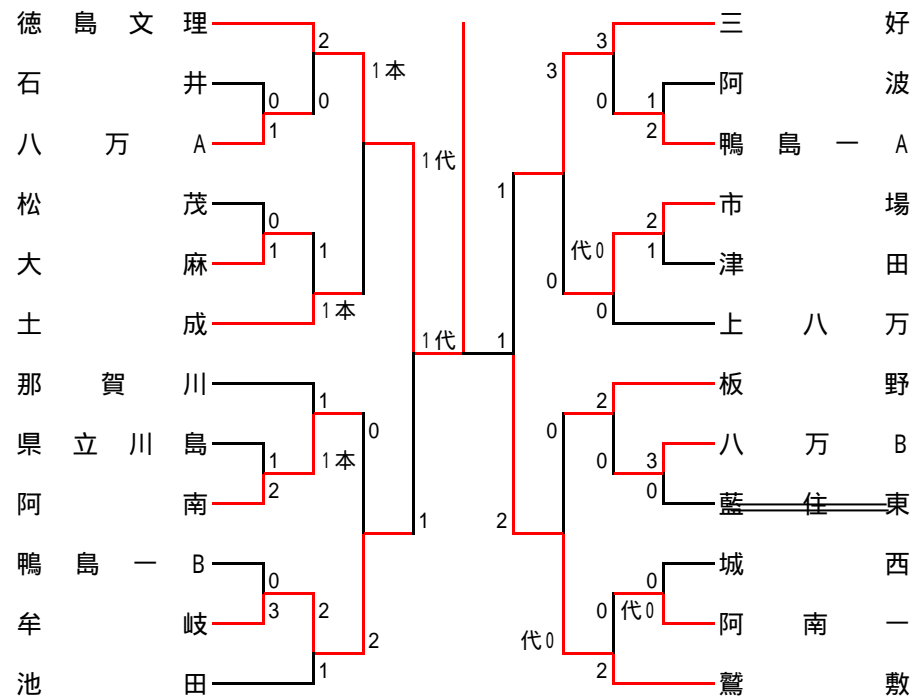 徳島文理
2
1本
石井
0
0
八万A
1
1代
松茂
0
大麻
1
1
土成
1本
1代
那賀川
1
0
県立川島
1
1本
阿南
2
1
鴨島一B
0
牟岐
3
2
2
池田
1
三好
3
3
阿波
1
0
鴨島一A
2
1
市場
2
代0
津田
1
0
上八万
0
1
板野
2
0
八万B
3
0
藍住東
0
2
城西
0
阿南一
代0
0
代0
鷲敷
2